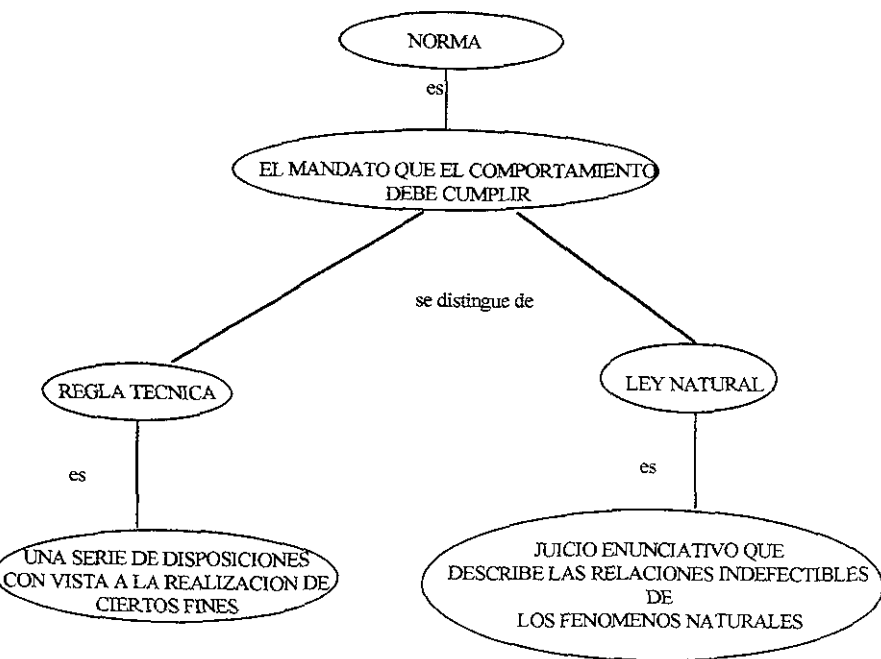 NORMA
es
EL MANDATO QUE EL COMPORTAMIENTO
DEBE CUMPLIR
se distingue de
REGLA TECNICA
LEY NATURAL
es
es
UNA SERIE DE DISPOSICIONES
CON VISTA A LA REALIZACION DE
CIERTOS FINES
JUICIO ENUNCIATIVO QUE
DESCRIBE LAS RELACIONES INDEFECTIBLES
DE
LOS FENOMENOS NATURALES